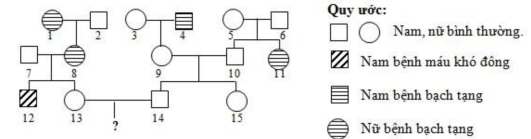 Quy ước:
1 2 3 4 5 6
Nam, nữ bình thường.
7 8 9 10 11
Nam bệnh máu khó đông
12 13 ? 14 15
Nam bệnh bạch tạng
Nữ bệnh bạch tạng